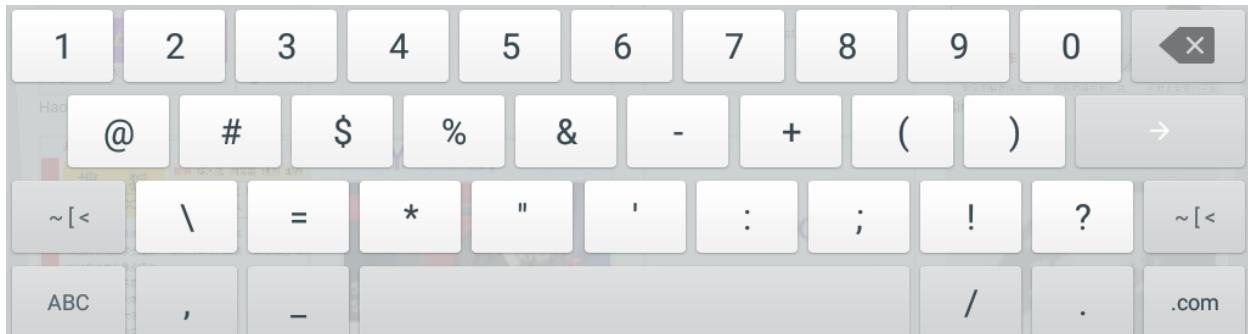 1 2 3 4 5 6 7 8 9 0
@ # $ % & - + ( )
~[< \ = * " ' : ; ! ? ~[<
ABC , _ / . .com